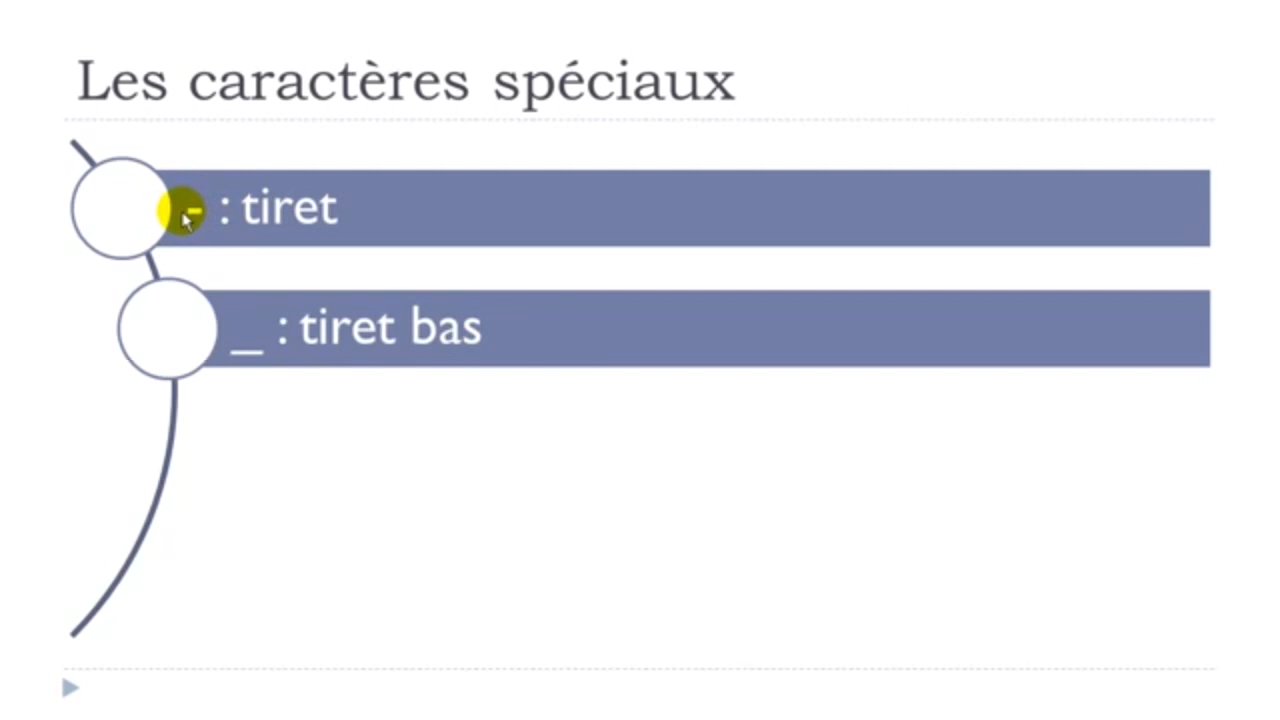 Les caractères spéciaux
- : tiret
_ : tiret bas